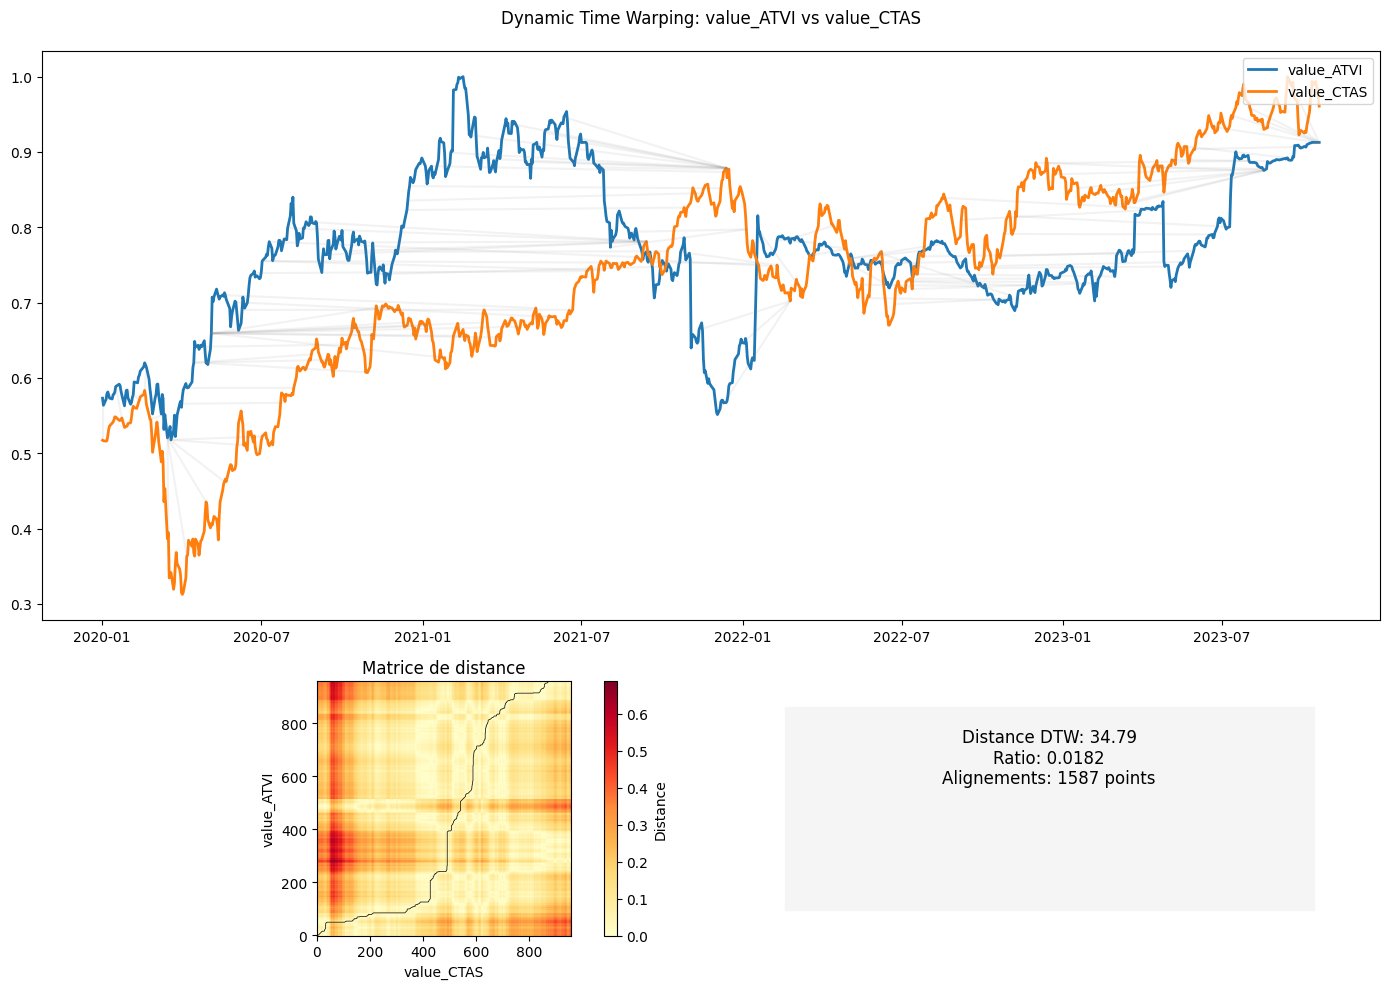 Dynamic Time Warping: value_ATVI vs value_CTAS
value_ATVI
value_CTAS
1.0
0.9
0.8
0.7
0.6
0.5
0.4
0.3
2020-01 2020-07 2021-01 2021-07 2022-01 2022-07 2023-01 2023-07
Matrice de distance
value_ATVI
800
600
400
200
0
0 200 400 600 800
value_CTAS
0.6
0.5
0.4
0.3
0.2
0.1
0.0
Distance
Distance DTW: 34.79
Ratio: 0.0182
Alignements: 1587 points